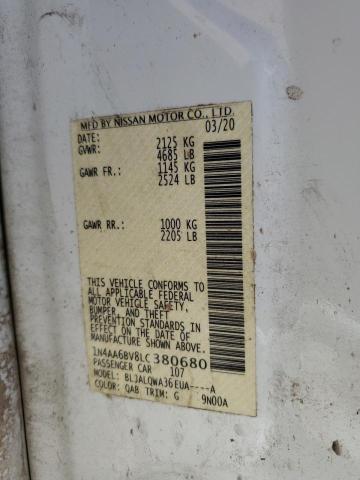 MFD BY NISSAN MOTOR CO., LTD.
DATE: 03/20
GVWR: 2125 KG
4685 LB
GAWR FR.: 1145 KG
2524 LB
GAWR RR.: 1000 KG
2205 LB
THIS VEHICLE CONFORMS TO
ALL APPLICABLE FEDERAL
MOTOR VEHICLE SAFETY,
BUMPER, AND THEFT
PREVENTION STANDARDS
IN EFFECT ON THE DATE OF
MANUFACTURE SHOWN ABOVE.
1N4AA6BV8LC380680
PASSENGER CAR 107
MODEL: BLJALQWA36EUA----A
COLOR: QAB TRIM: G 9N00A